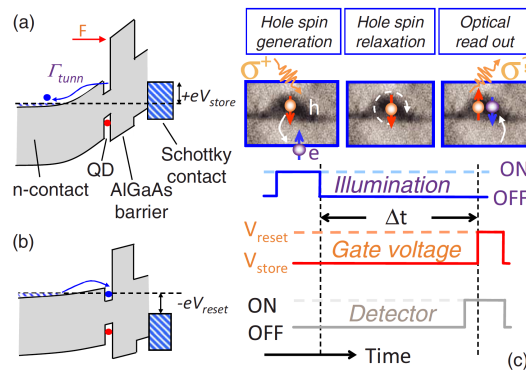 (a)
F
Γtunn
+eVstore
n-contact
QD
AlGaAs
barrier
Schottky
contact
(b)
-eVreset
Hole spin
generation
Hole spin
relaxation
Optical
read out
σ+
h
e
σ+
Illumination
ON
OFF
Δt
Vreset
Vstore
Gate voltage
ON
OFF
Detector
Time
(c)